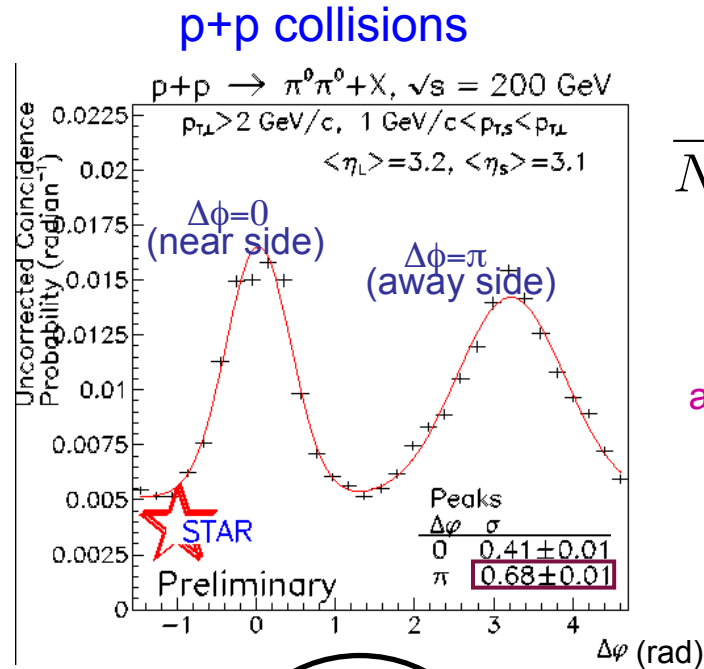 p+p collisions
p+p → π⁰π⁰+X, √s = 200 GeV
p_T,L>2 GeV/c, 1 GeV/c<p_T,S<p_T,L
<η_L>=3.2, <η_S>=3.1
Uncorrected Coincidence
Probability (radian⁻¹)
0.0225
0.02
0.0175
0.015
0.0125
0.01
0.0075
0.005
0.0025
0
Δϕ=0
(near side)
Δϕ=π
(away side)
STAR
Preliminary
Peaks
Δφ σ
0 0.41±0.01
π 0.68±0.01
−1 0 1 2 3 4
Δφ (rad)
N
a